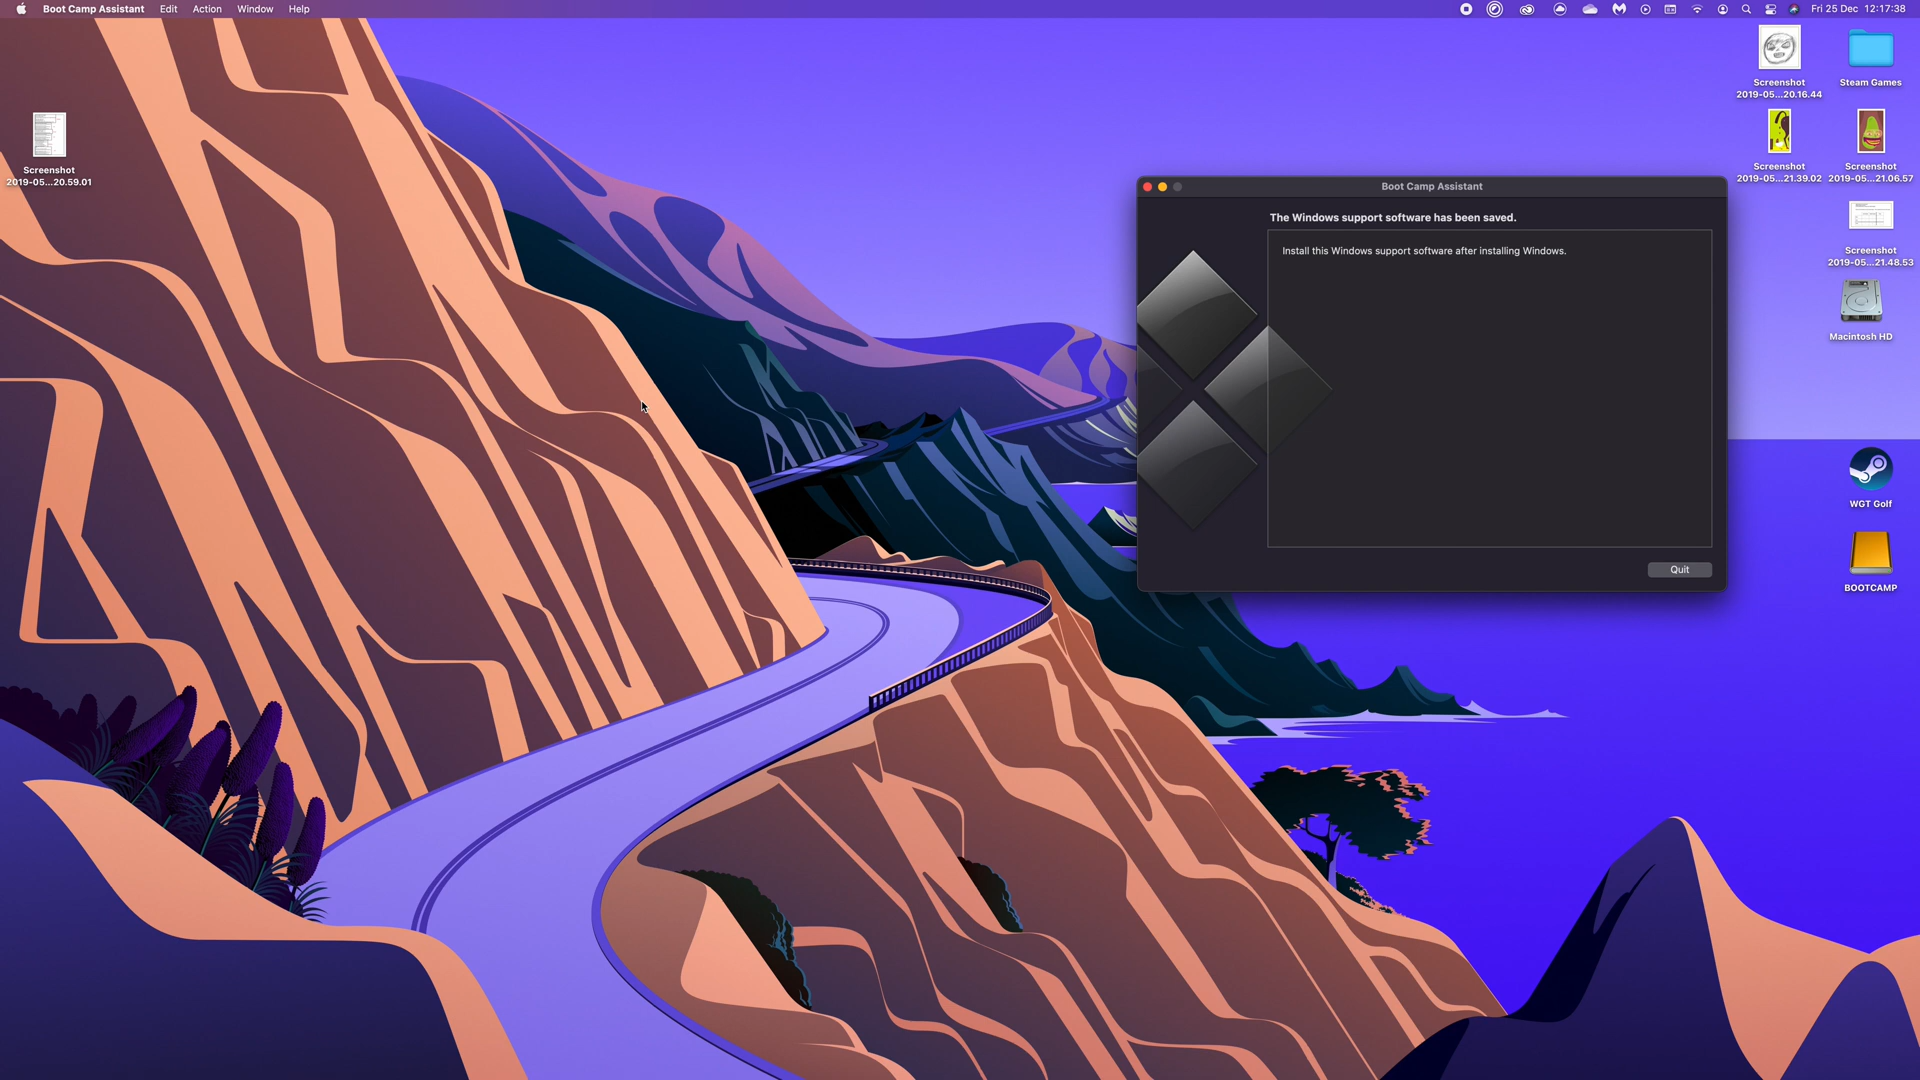 Boot Camp Assistant Edit Action Window Help
Fri 25 Dec 12:17:38
Screenshot
2019-05...20.59.01
Screenshot
2019-05...20.16.44
Steam Games
Screenshot
2019-05...21.39.02
Screenshot
2019-05...21.06.57
Screenshot
2019-05...21.48.53
Macintosh HD
WGT Golf
BOOTCAMP
Boot Camp Assistant
The Windows support software has been saved.
Install this Windows support software after installing Windows.
Quit